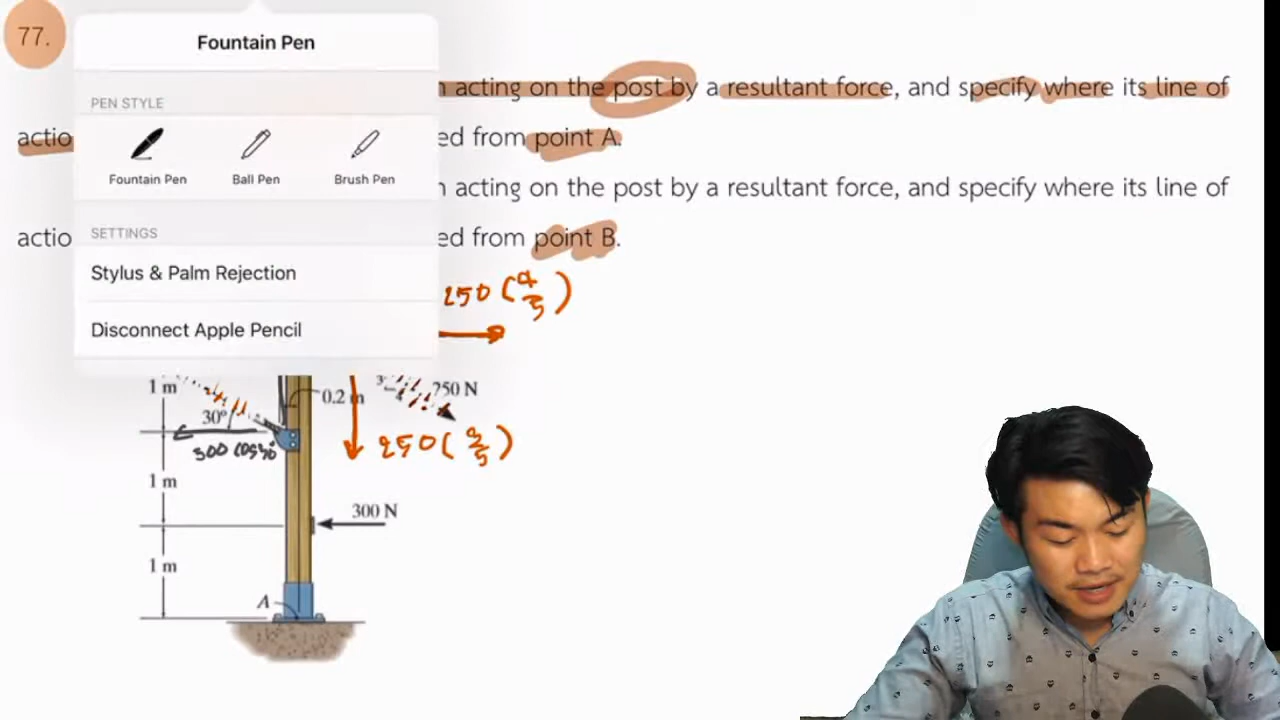 77.
Fountain Pen
acting on the post by a resultant force, and specify where its line of
PEN STYLE
actio
ed from point A.
Fountain Pen
Ball Pen
Brush Pen
acting on the post by a resultant force, and specify where its line of
SETTINGS
actio
ed from point B.
Stylus & Palm Rejection
250 (4/5)
Disconnect Apple Pencil
1 m
0.2 m
3
4
250 N
30°
300 cos30°
250 (3/5)
1 m
300 N
1 m
A